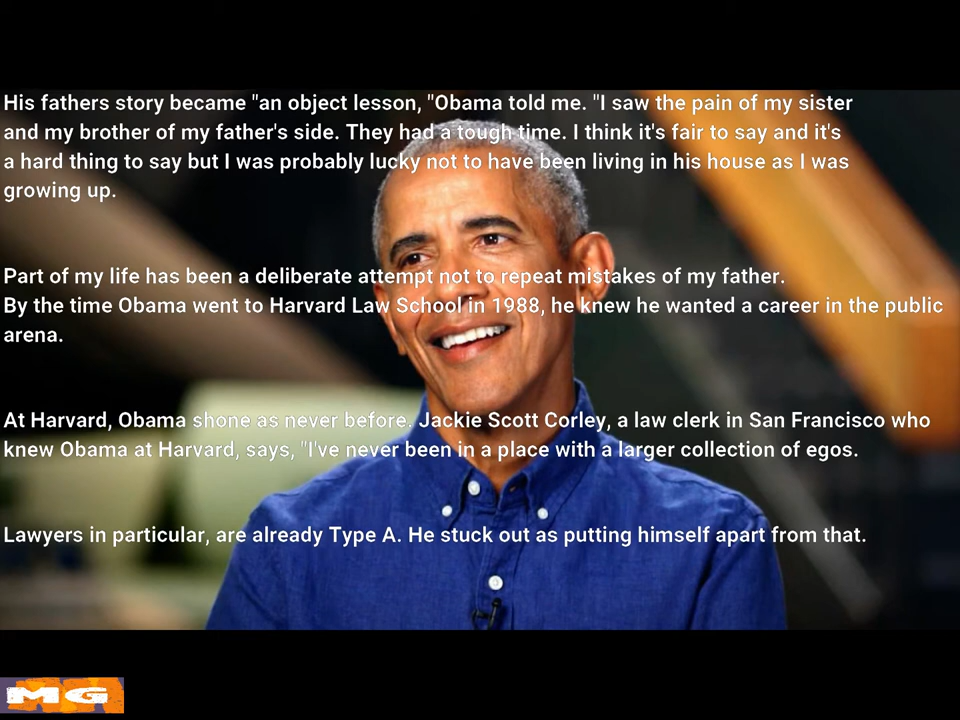 His fathers story became "an object lesson, "Obama told me. "I saw the pain of my sister
and my brother of my father's side. They had a tough time. I think it's fair to say and it's
a hard thing to say but I was probably lucky not to have been living in his house as I was
growing up.
Part of my life has been a deliberate attempt not to repeat mistakes of my father.
By the time Obama went to Harvard Law School in 1988, he knew he wanted a career in the public
arena.
At Harvard, Obama shone as never before. Jackie Scott Corley, a law clerk in San Francisco who
knew Obama at Harvard, says, "I've never been in a place with a larger collection of egos.
Lawyers in particular, are already Type A. He stuck out as putting himself apart from that.
MG